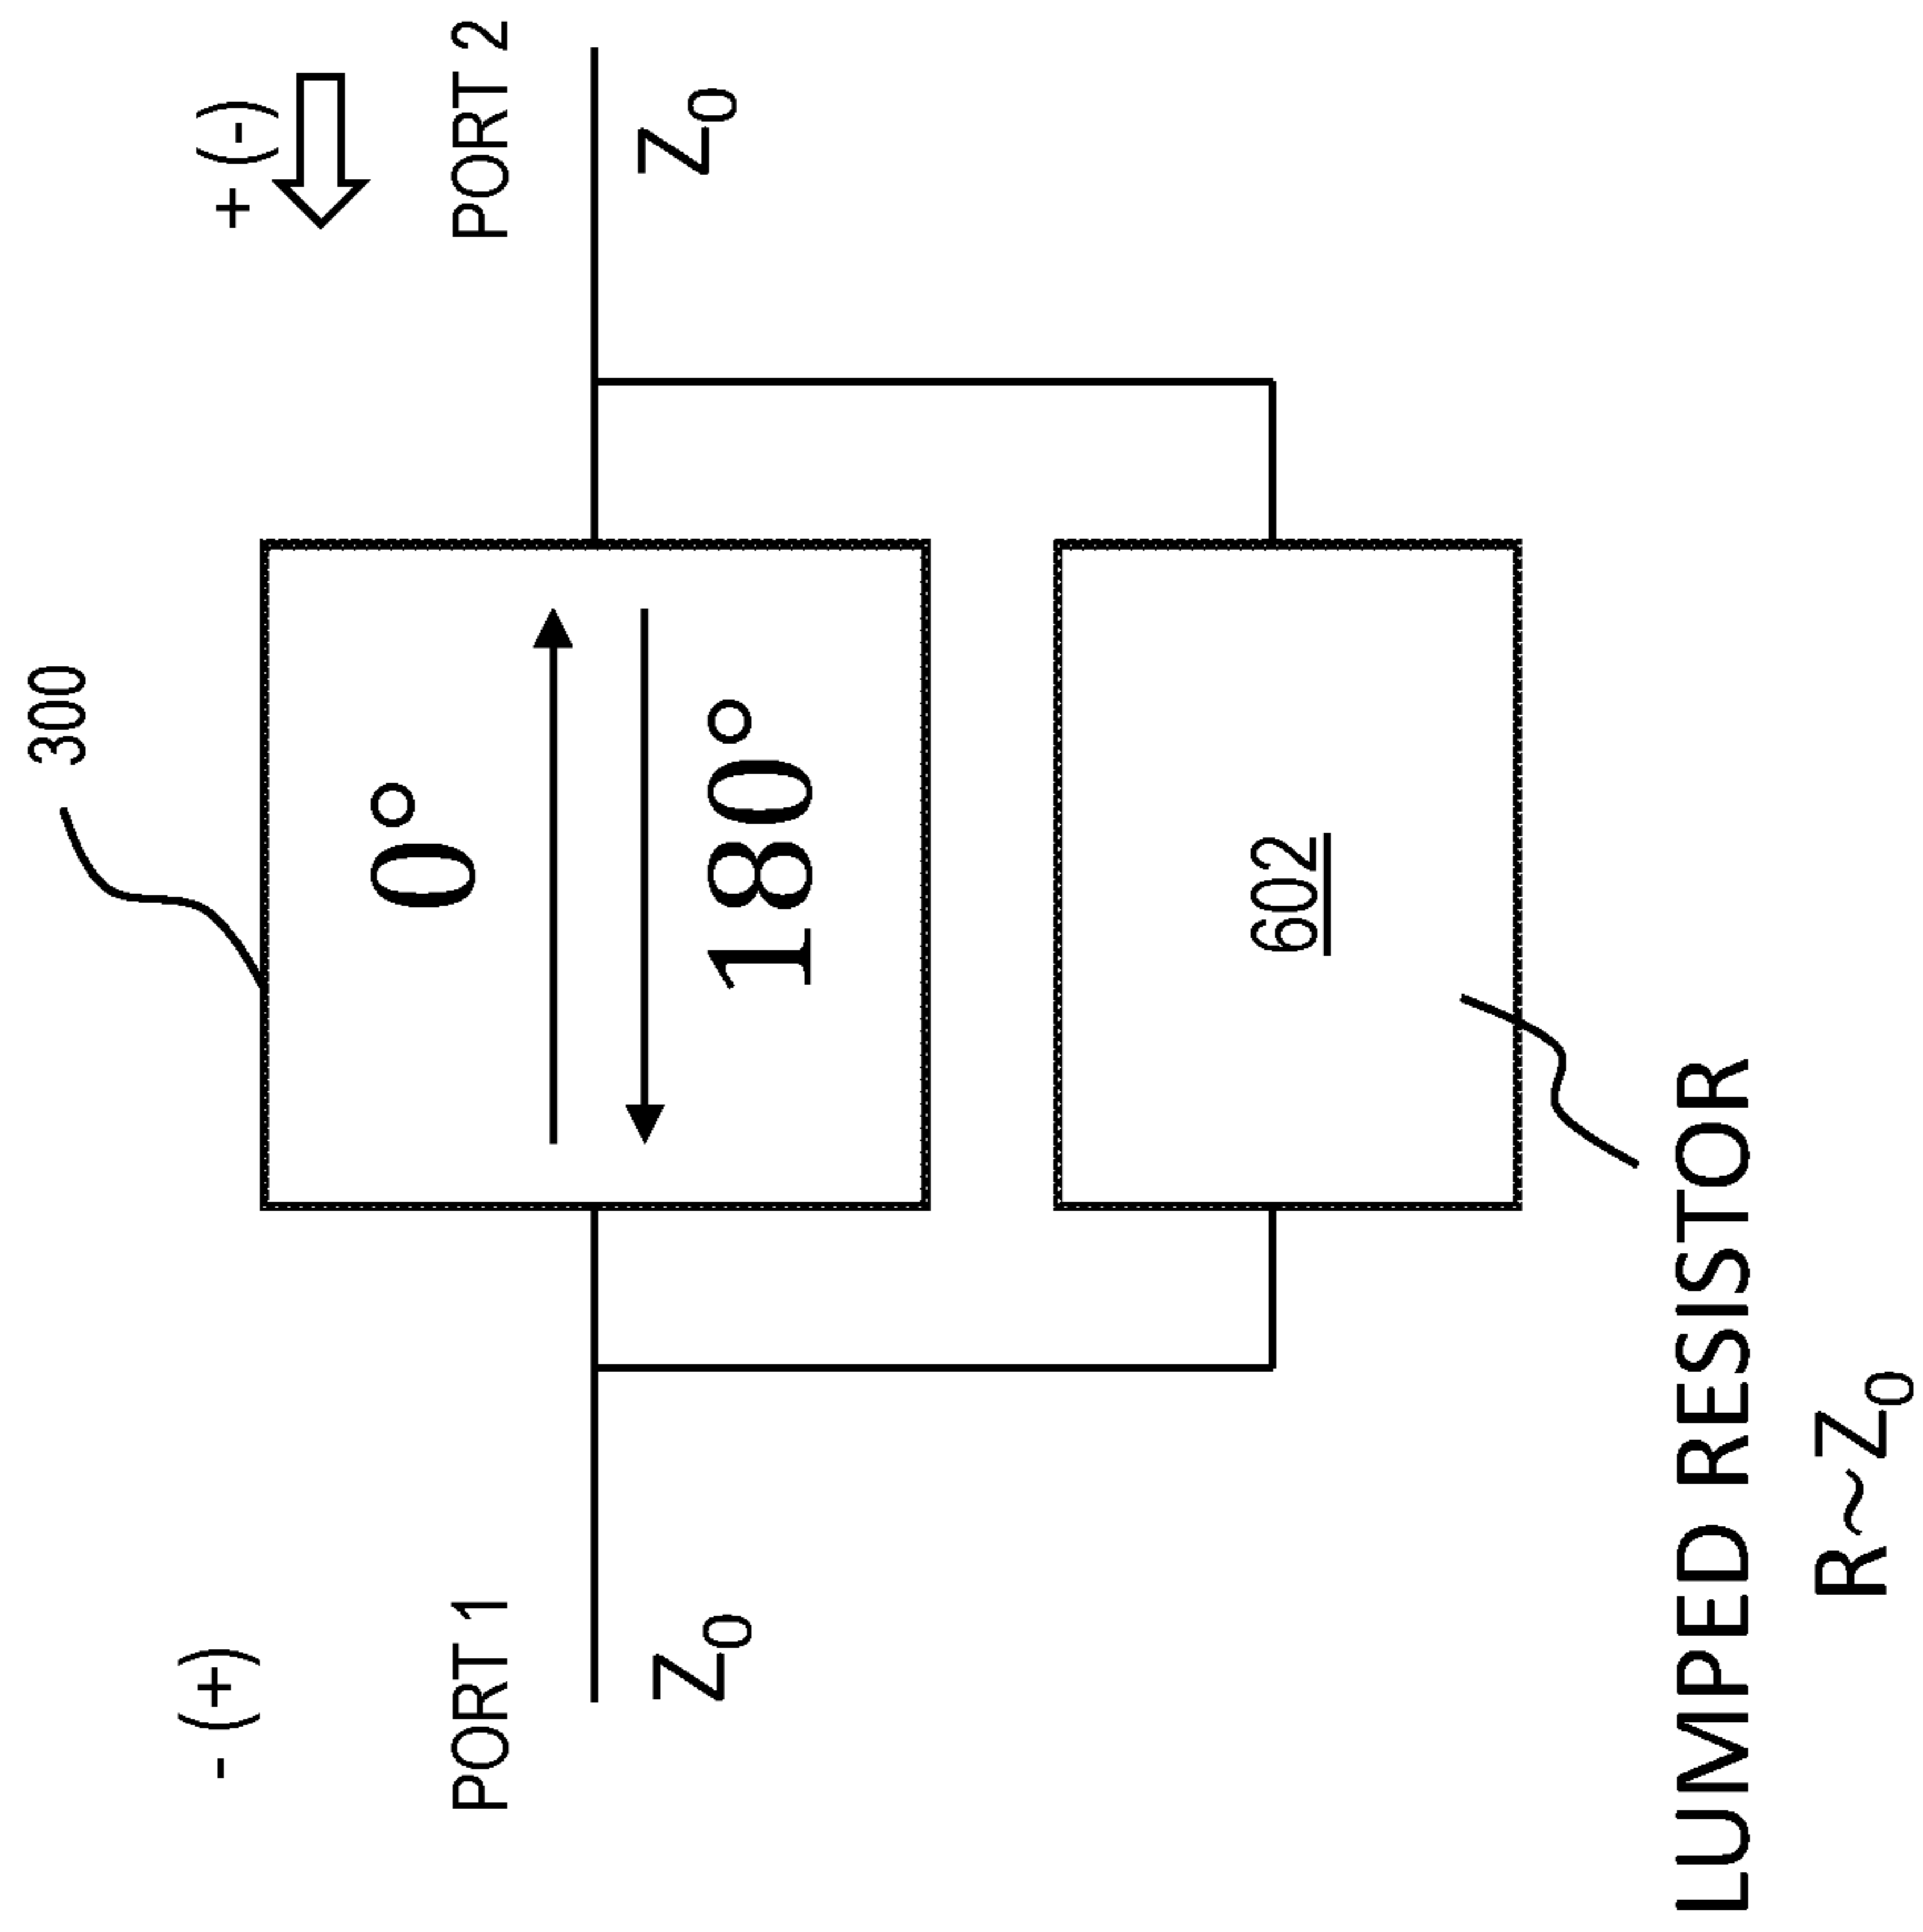 300
- (+)
+ (-)
PORT 1
0°
PORT 2
Z0
180°
Z0
602
LUMPED RESISTOR
R~Z0